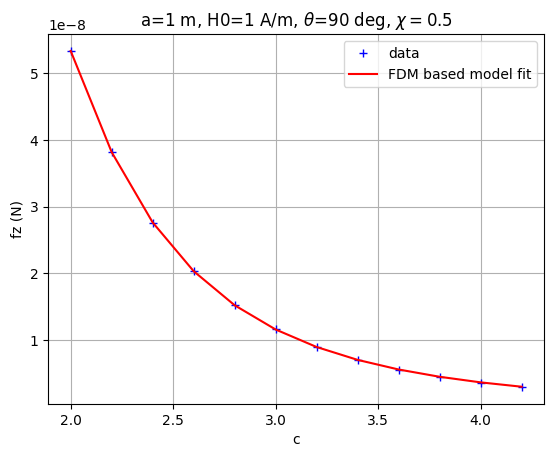 a=1 m, H0=1 A/m, θ=90 deg, χ = 0.5
1e−8
data
FDM based model fit
5
4
3
2
1
fz (N)
2.0 2.5 3.0 3.5 4.0
c